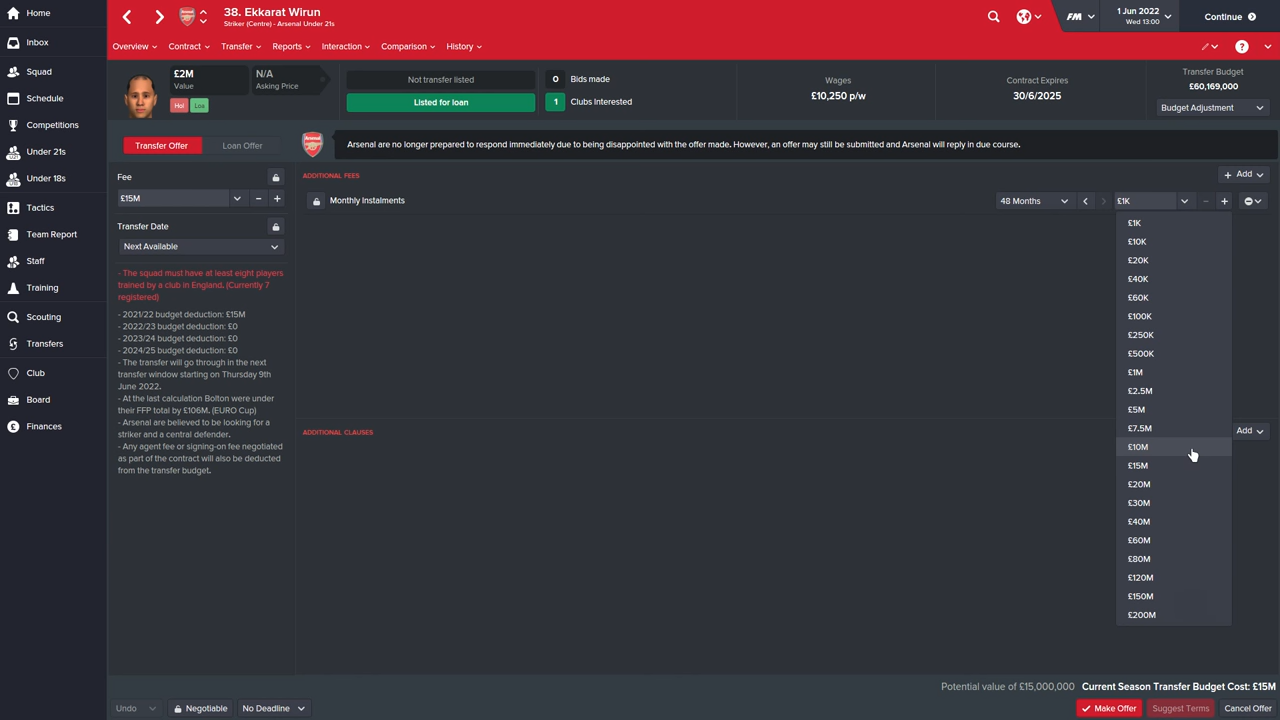 Home
Inbox
Squad
Schedule
Competitions
Under 21s
Under 18s
Tactics
Team Report
Staff
Training
Scouting
Transfers
Club
Board
Finances
38. Ekkarat Wirun
Striker (Centre) - Arsenal Under 21s
FM
1 Jun 2022
Wed 13:00
Continue
Overview
Contract
Transfer
Reports
Interaction
Comparison
History
?
£2M
Value
N/A
Asking Price
Hol
Loa
Not transfer listed
Listed for loan
0 Bids made
1 Clubs Interested
Wages
£10,250 p/w
Contract Expires
30/6/2025
Transfer Budget
£60,169,000
Budget Adjustment
Transfer Offer
Loan Offer
Arsenal are no longer prepared to respond immediately due to being disappointed with the offer made. However, an offer may still be submitted and Arsenal will reply in due course.
Fee
£15M
Transfer Date
Next Available
- The squad must have at least eight players
trained by a club in England. (Currently 7
registered)
- 2021/22 budget deduction: £15M
- 2022/23 budget deduction: £0
- 2023/24 budget deduction: £0
- 2024/25 budget deduction: £0
- The transfer will go through in the next
transfer window starting on Thursday 9th
June 2022.
- At the last calculation Bolton were under
their FFP total by £106M. (EURO Cup)
- Arsenal are believed to be looking for a
striker and a central defender.
- Any agent fee or signing-on fee negotiated
as part of the contract will also be deducted
from the transfer budget.
ADDITIONAL FEES
Add
Monthly Instalments
48 Months
£1K
£1K
£10K
£20K
£40K
£60K
£100K
£250K
£500K
£1M
£2.5M
£5M
£7.5M
£10M
£15M
£20M
£30M
£40M
£60M
£80M
£120M
£150M
£200M
ADDITIONAL CLAUSES
Add
Potential value of £15,000,000 Current Season Transfer Budget Cost: £15M
Undo
Negotiable
No Deadline
Make Offer
Suggest Terms
Cancel Offer